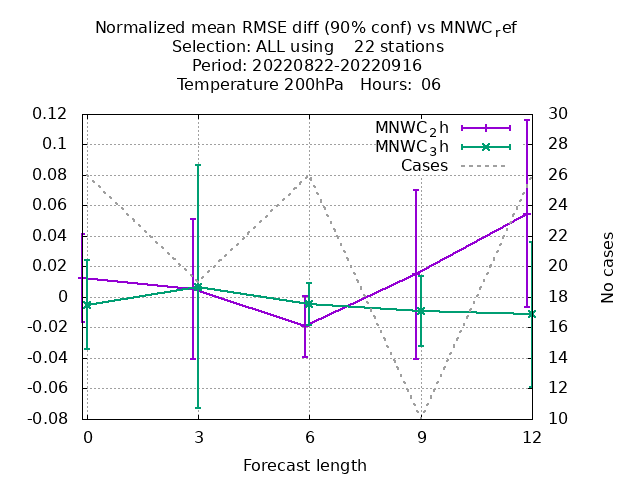 Normalized mean RMSE diff (90% conf) vs MNWC_ref
Selection: ALL using    22 stations
Period: 20220822-20220916
Temperature 200hPa   Hours:  06
0.12
0.1
0.08
0.06
0.04
0.02
0
-0.02
-0.04
-0.06
-0.08
MNWC_2h
MNWC_3h
Cases
30
28
26
24
22
20
18
16
14
12
10
No cases
0 3 6 9 12
Forecast length